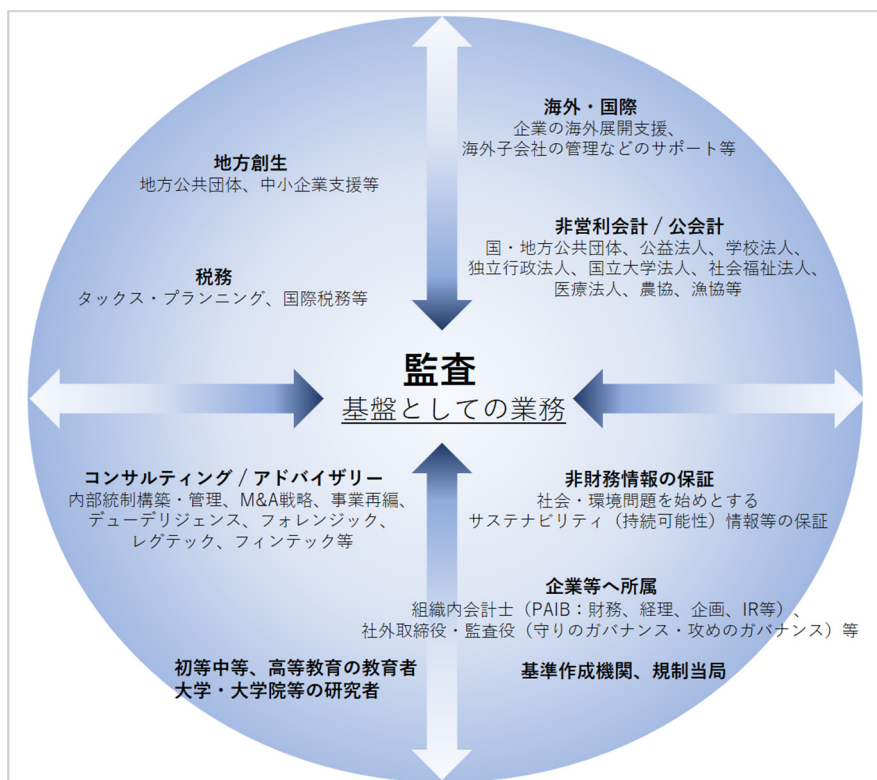 海外・国際
企業の海外展開支援、
海外子会社の管理などのサポート等
地方創生
地方公共団体、中小企業支援等
非営利会計 / 公会計
国・地方公共団体、公益法人、学校法人、
独立行政法人、国立大学法人、社会福祉法人、
医療法人、農協、漁協等
税務
タックス・プランニング、国際税務等
監査
基盤としての業務
コンサルティング / アドバイザリー
内部統制構築・管理、M&A戦略、事業再編、
デューデリジェンス、フォレンジック、
レグテック、フィンテック等
非財務情報の保証
社会・環境問題を始めとする
サステナビリティ（持続可能性）情報等の保証
企業等へ所属
組織内会計士（PAIB：財務、経理、企画、IR等）、
社外取締役・監査役（守りのガバナンス・攻めのガバナンス）等
初等中等、高等教育の教育者
大学・大学院等の研究者
基準作成機関、規制当局